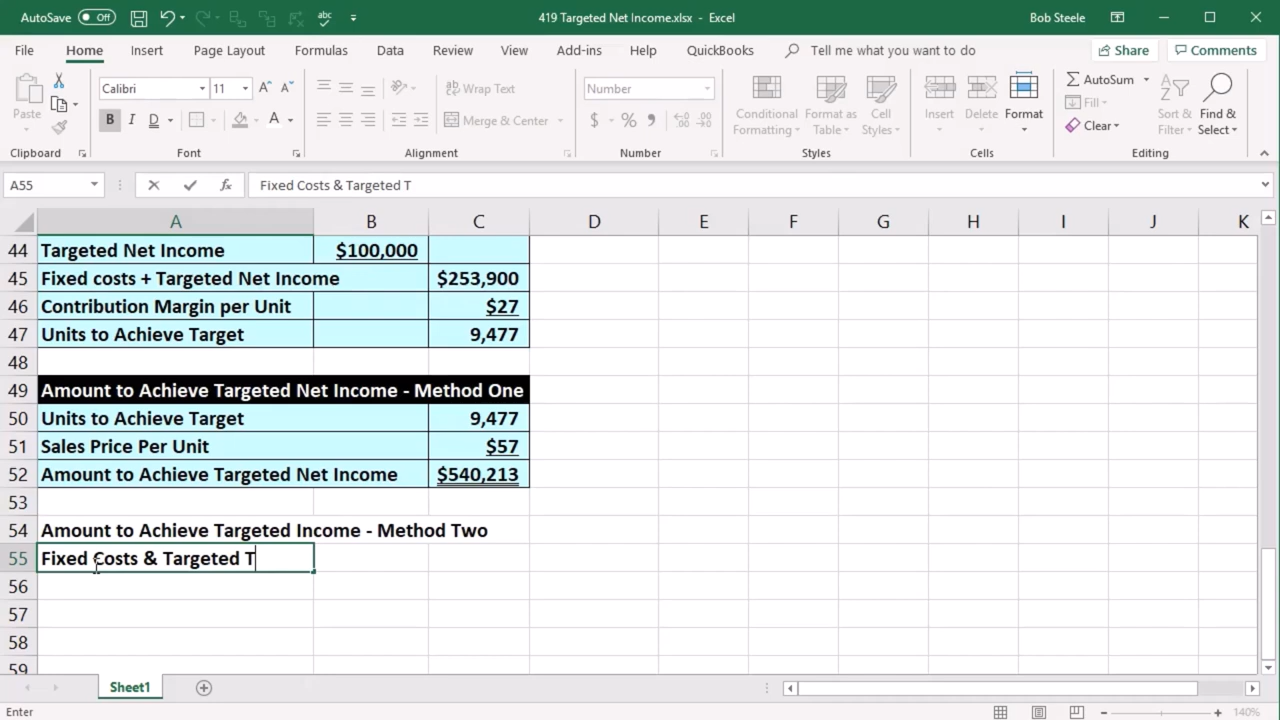 AutoSave Off abc 419 Targeted Net Income.xlsx - Excel Bob Steele
File Home Insert Page Layout Formulas Data Review View Add-ins Help QuickBooks Tell me what you want to do Share Comments
Paste Calibri 11 A A Wrap Text Number Conditional Format as Cell Insert Delete Format AutoSum Sort & Find &
B I D A Merge & Center $ % Formatting Table Styles Fill Clear Filter Select
Clipboard Font Alignment Number Styles Cells Editing
A55 fx Fixed Costs & Targeted T
A B C D E F G H I J K
44 Targeted Net Income $100,000
45 Fixed costs + Targeted Net Income $253,900
46 Contribution Margin per Unit $27
47 Units to Achieve Target 9,477
48
49 Amount to Achieve Targeted Net Income - Method One
50 Units to Achieve Target 9,477
51 Sales Price Per Unit $57
52 Amount to Achieve Targeted Net Income $540,213
53
54 Amount to Achieve Targeted Income - Method Two
55 Fixed Costs & Targeted T
56
57
58
59
Sheet1
Enter 140%